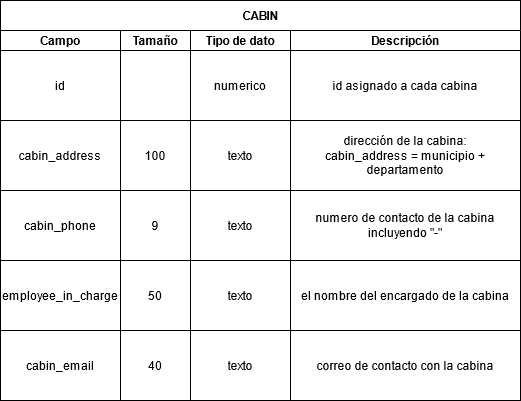 CABIN
Campo Tamaño Tipo de dato Descripción
id numerico id asignado a cada cabina
cabin_address 100 texto dirección de la cabina:
cabin_address = municipio +
departamento
cabin_phone 9 texto numero de contacto de la cabina
incluyendo "-"
employee_in_charge 50 texto el nombre del encargado de la cabina
cabin_email 40 texto correo de contacto con la cabina